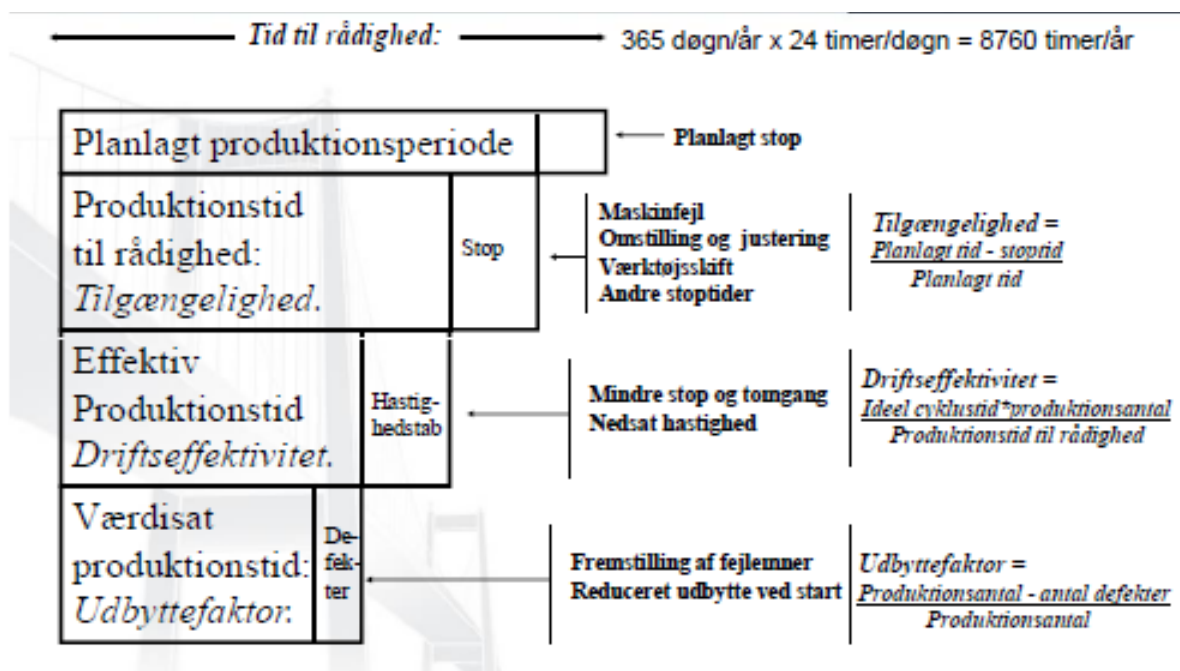 Tid til rådighed:
365 døgn/år x 24 timer/døgn = 8760 timer/år
Planlagt produktionsperiode
Planlagt stop
Produktionstid
til rådighed:
Tilgængelighed.
Stop
Maskinfejl
Omstilling og justering
Værktøjsskift
Andre stoptider
Tilgængelighed =
Planlagt tid - stoptid
Planlagt tid
Effektiv
Produktionstid
Driftseffektivitet.
Hastig-
hedstab
Mindre stop og tomgang
Nedsat hastighed
Driftseffektivitet =
Ideel cyklustid*produktionsantal
Produktionstid til rådighed
Værdisat
produktionstid:
Udbyttefaktor.
De-
fek-
ter
Fremstilling af fejlemner
Reduceret udbytte ved start
Udbyttefaktor =
Produktionsantal - antal defekter
Produktionsantal